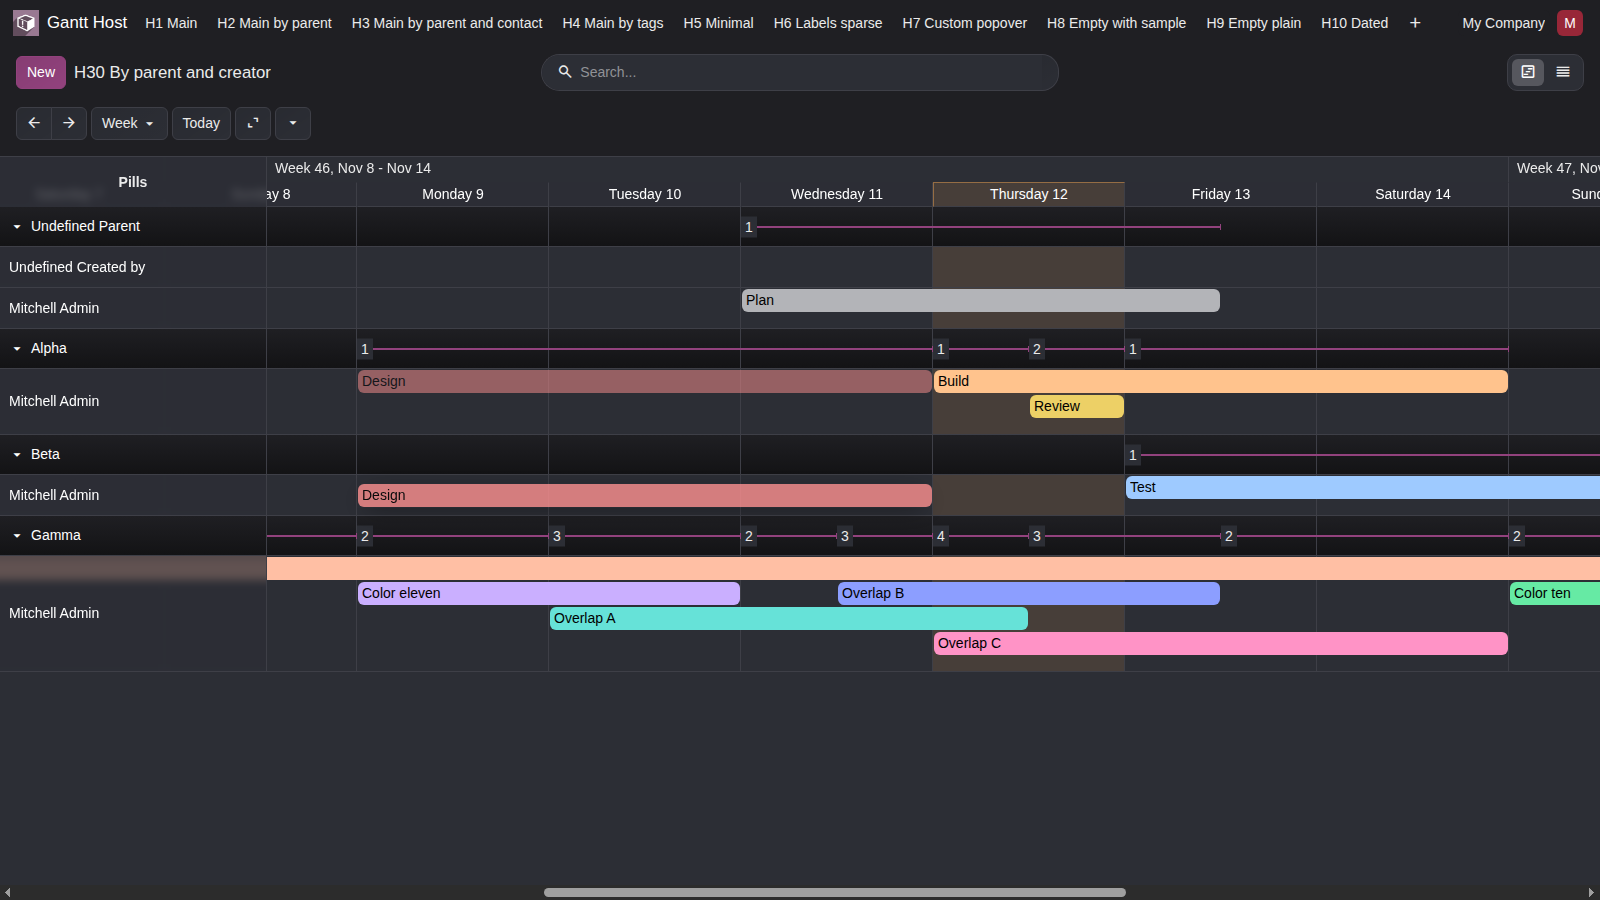 Gantt Host H1 Main H2 Main by parent H3 Main by parent and contact H4 Main by tags H5 Minimal H6 Labels sparse H7 Custom popover H8 Empty with sample H9 Empty plain H10 Dated + My Company M
New H30 By parent and creator Search...
Week Today
Week 46, Nov 8 - Nov 14 Week 47, Nov
Pills
ay 8 Monday 9 Tuesday 10 Wednesday 11 Thursday 12 Friday 13 Saturday 14 Sund
Undefined Parent 1
Undefined Created by
Mitchell Admin Plan
Alpha 1 1 2 1
Design Build
Mitchell Admin
Review
Beta 1
Mitchell Admin Design Test
Gamma 2 3 2 3 4 3 2 2
Color eleven Overlap B Color ten
Mitchell Admin
Overlap A
Overlap C